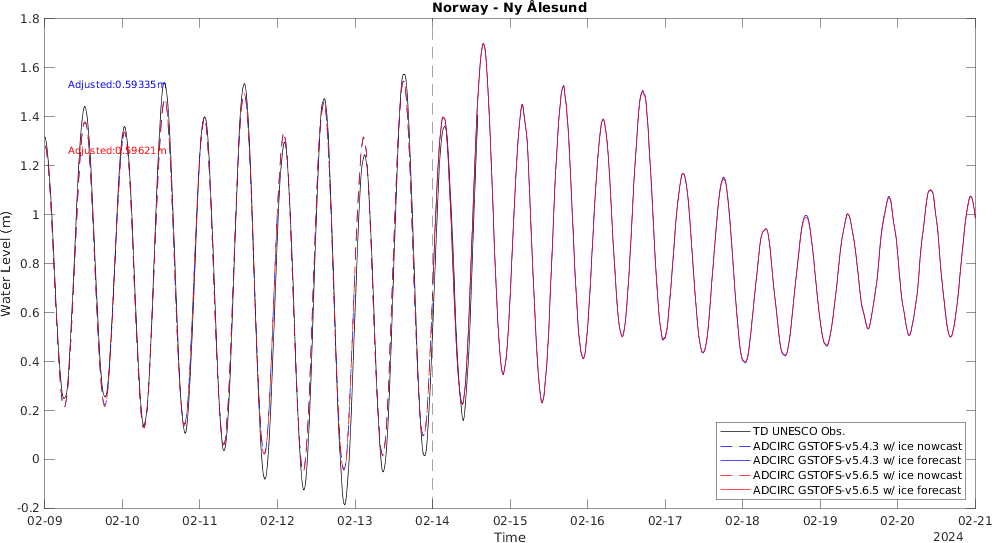 Norway - Ny Ålesund
1.8
1.6
1.4
1.2
1
0.8
0.6
0.4
0.2
0
-0.2
Water Level (m)
Adjusted:0.59335m
Adjusted:0.59621m
TD UNESCO Obs.
ADCIRC GSTOFS-v5.4.3 w/ ice nowcast
ADCIRC GSTOFS-v5.4.3 w/ ice forecast
ADCIRC GSTOFS-v5.6.5 w/ ice nowcast
ADCIRC GSTOFS-v5.6.5 w/ ice forecast
02-09 02-10 02-11 02-12 02-13 02-14 02-15 02-16 02-17 02-18 02-19 02-20 02-21
Time
2024